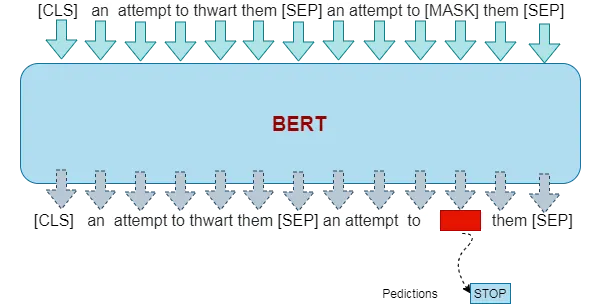 [CLS] an attempt to thwart them [SEP] an attempt to [MASK] them [SEP]
BERT
[CLS] an attempt to thwart them [SEP] an attempt to them [SEP]
Pedictions STOP